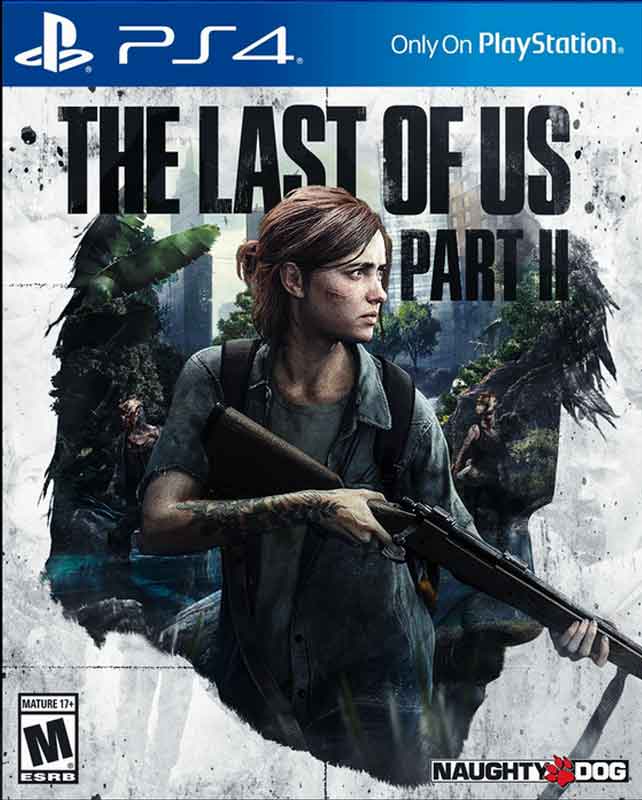 PS4
Only On PlayStation®
THE LAST OF US
PART II
MATURE 17+
M
ESRB
NAUGHTY DOG